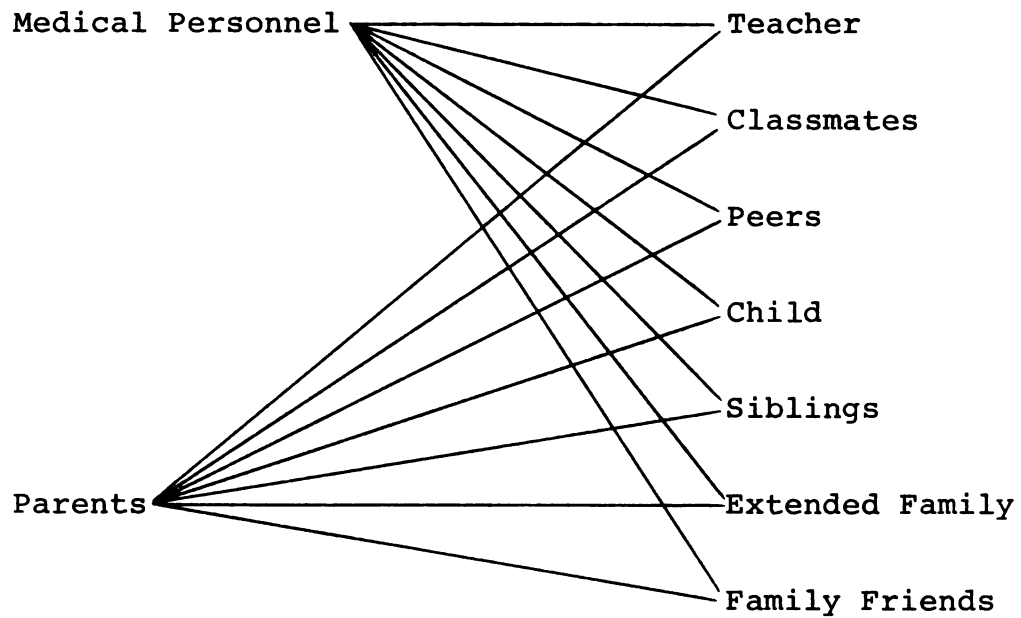 Medical Personnel
Teacher
Classmates
Peers
Child
Siblings
Parents
Extended Family
Family Friends